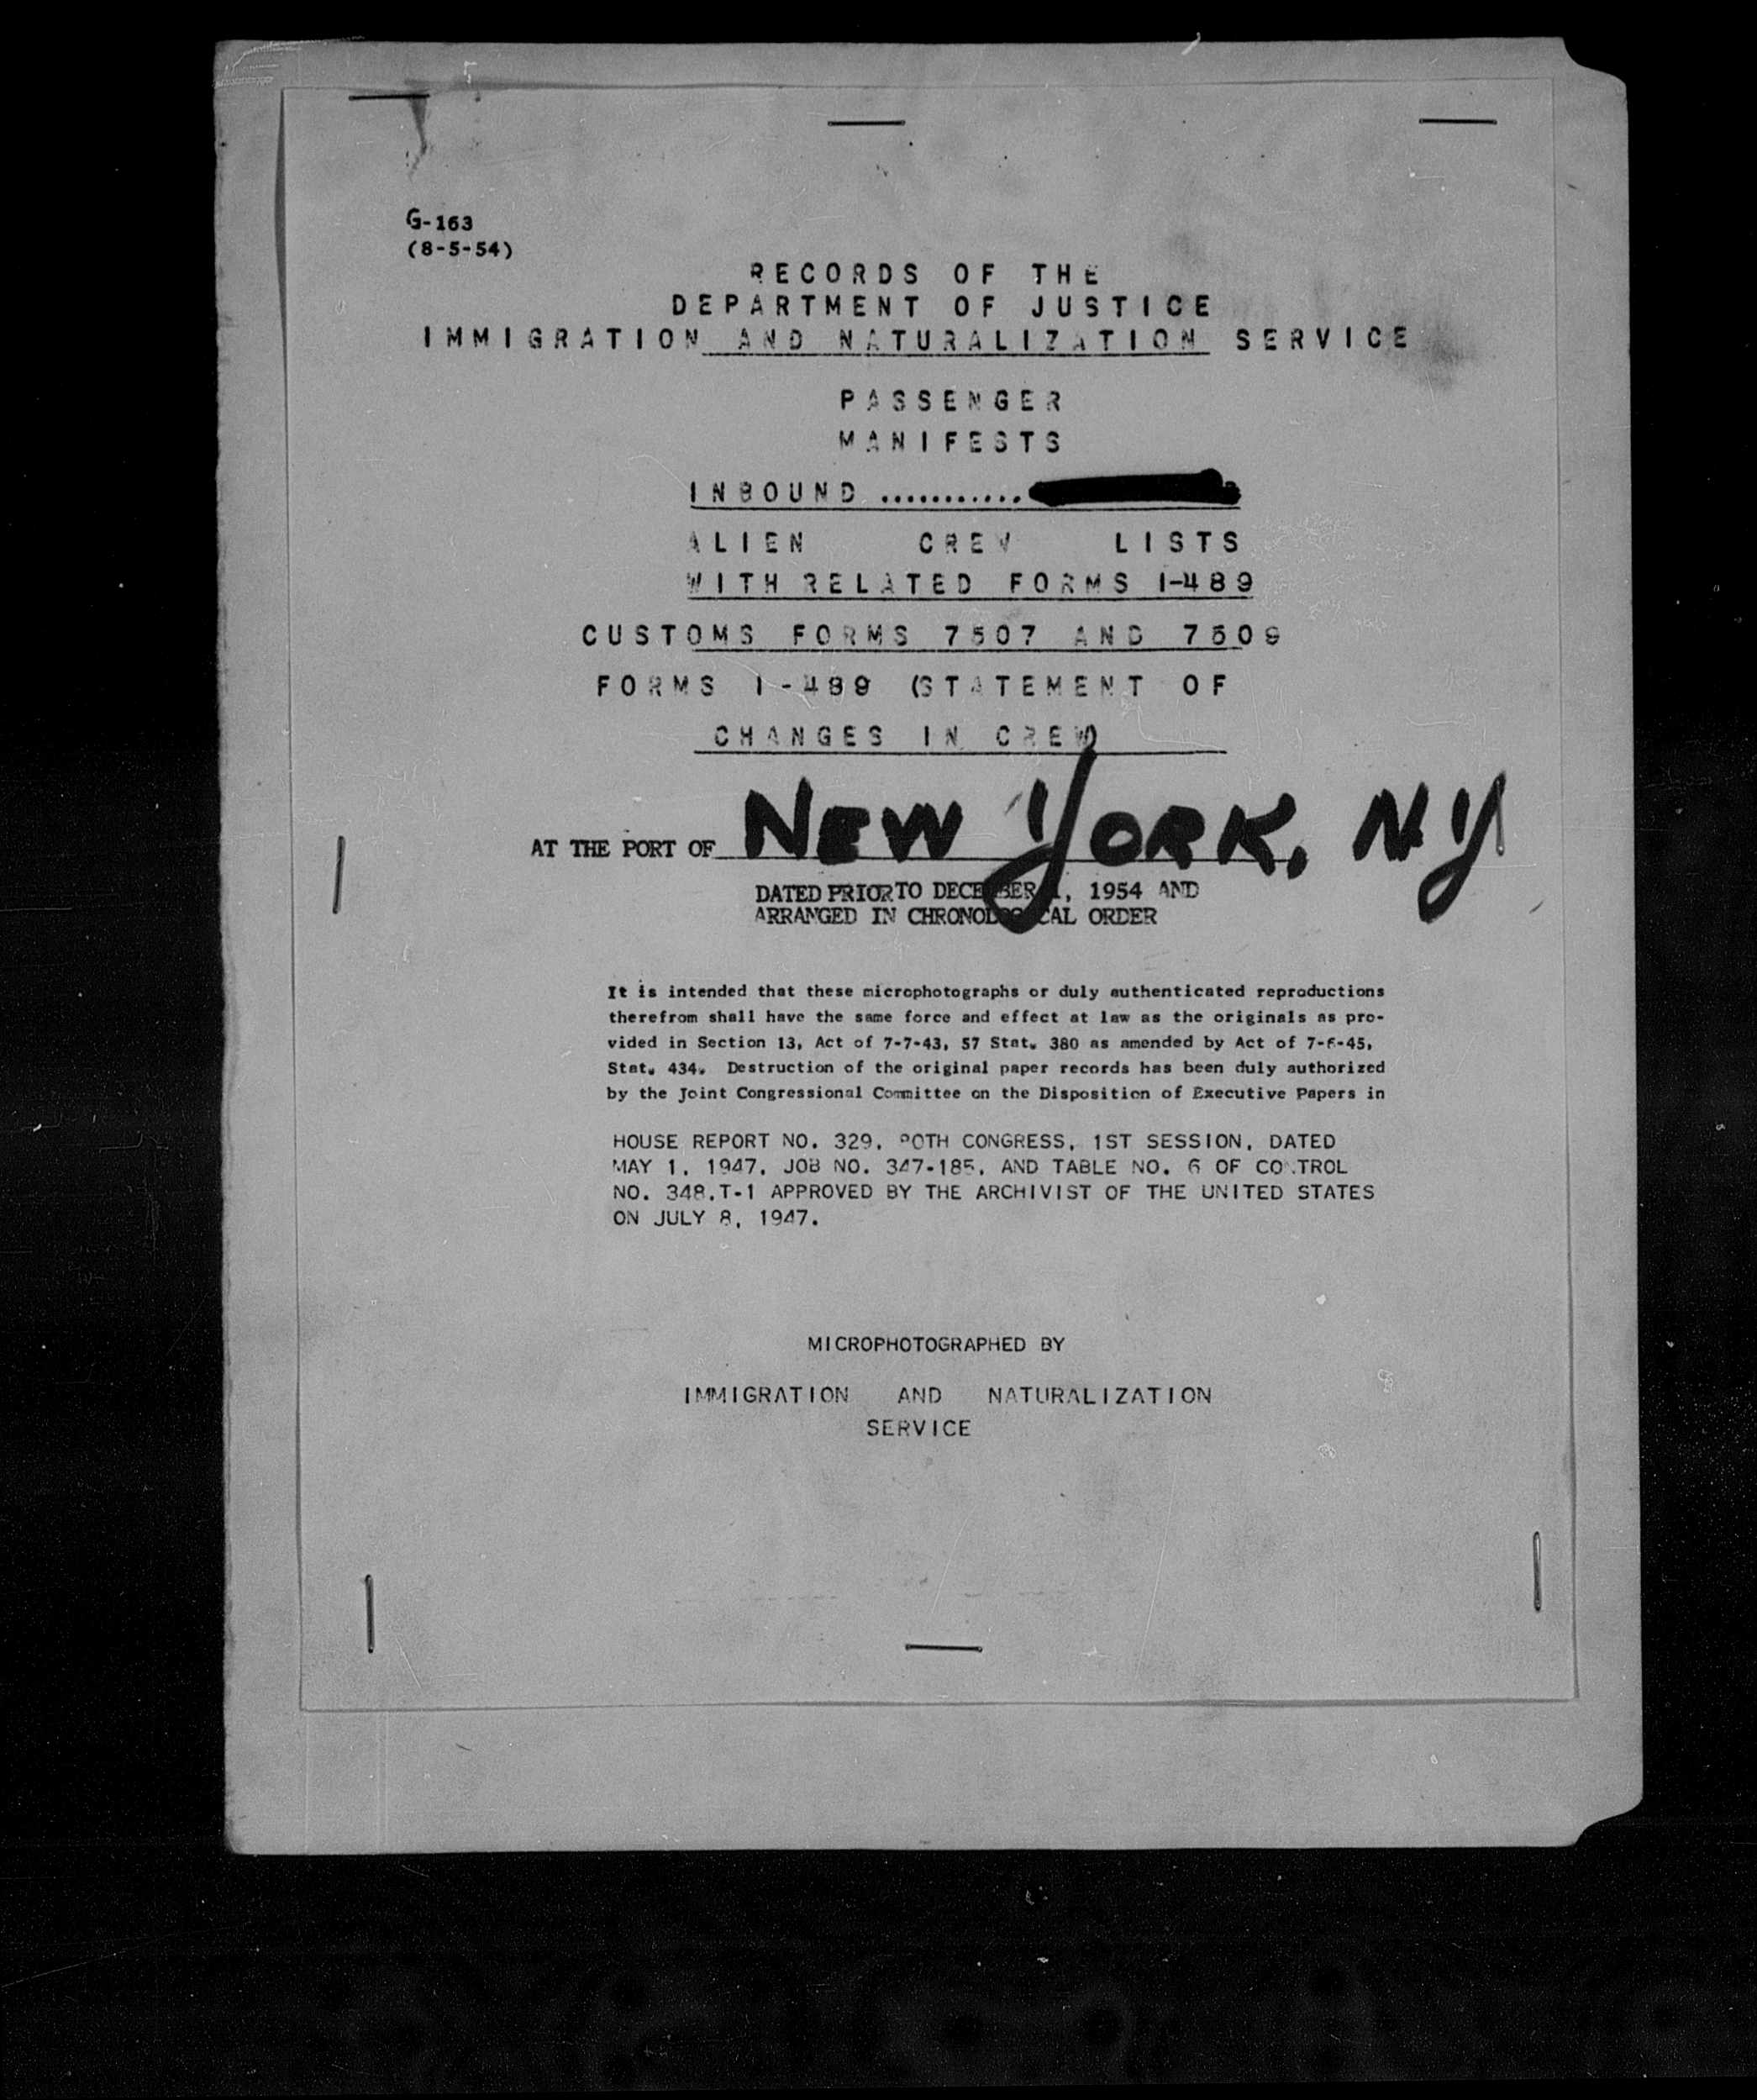 G-163
(8-5-54)
RECORDS OF THE
DEPARTMENT OF JUSTICE
IMMIGRATION AND NATURALIZATION SERVICE
PASSENGER
MANIFESTS
INBOUND ...........
ALIEN CREW LISTS
WITH RELATED FORMS I-489
CUSTOMS FORMS 7507 AND 7509
FORMS I-489 (STATEMENT OF
CHANGES IN CREW)
AT THE PORT OF NEW YORK, NY
DATED PRIOR TO DECEMBER 1, 1954 AND
ARRANGED IN CHRONOLOGICAL ORDER
It is intended that these microphotographs or duly authenticated reproductions
therefrom shall have the same force and effect at law as the originals as pro-
vided in Section 13, Act of 7-7-43, 57 Stat. 380 as amended by Act of 7-6-45,
Stat. 434. Destruction of the original paper records has been duly authorized
by the Joint Congressional Committee on the Disposition of Executive Papers in
HOUSE REPORT NO. 329, 80TH CONGRESS, 1ST SESSION, DATED
MAY 1, 1947, JOB NO. 347-185, AND TABLE NO. 6 OF CONTROL
NO. 348.T-1 APPROVED BY THE ARCHIVIST OF THE UNITED STATES
ON JULY 8, 1947.
MICROPHOTOGRAPHED BY
IMMIGRATION AND NATURALIZATION
SERVICE